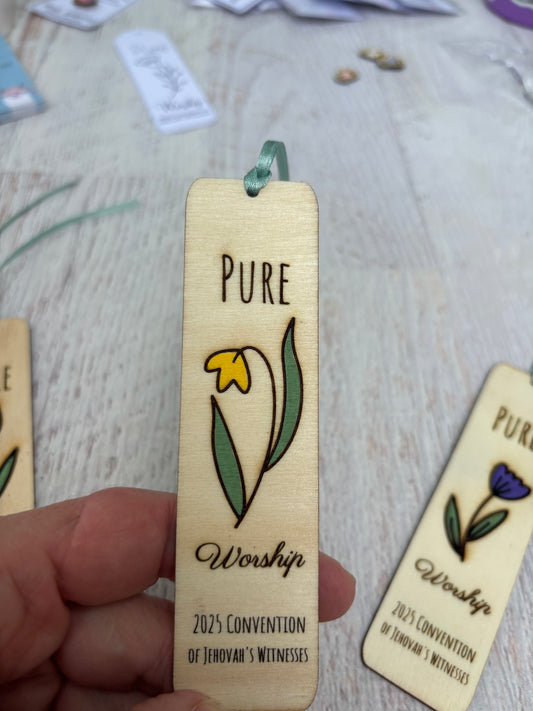 PURE
Worship
2025 CONVENTION
OF JEHOVAH'S WITNESSES
PURE
Worship
2025 CONVENTION
OF JEHOVAH'S WITNESSES